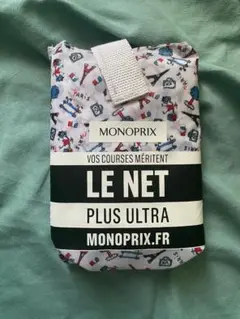 MONOPRIX
VOS COURSES MÉRITENT
LE NET
PLUS ULTRA
MONOPRIX.FR